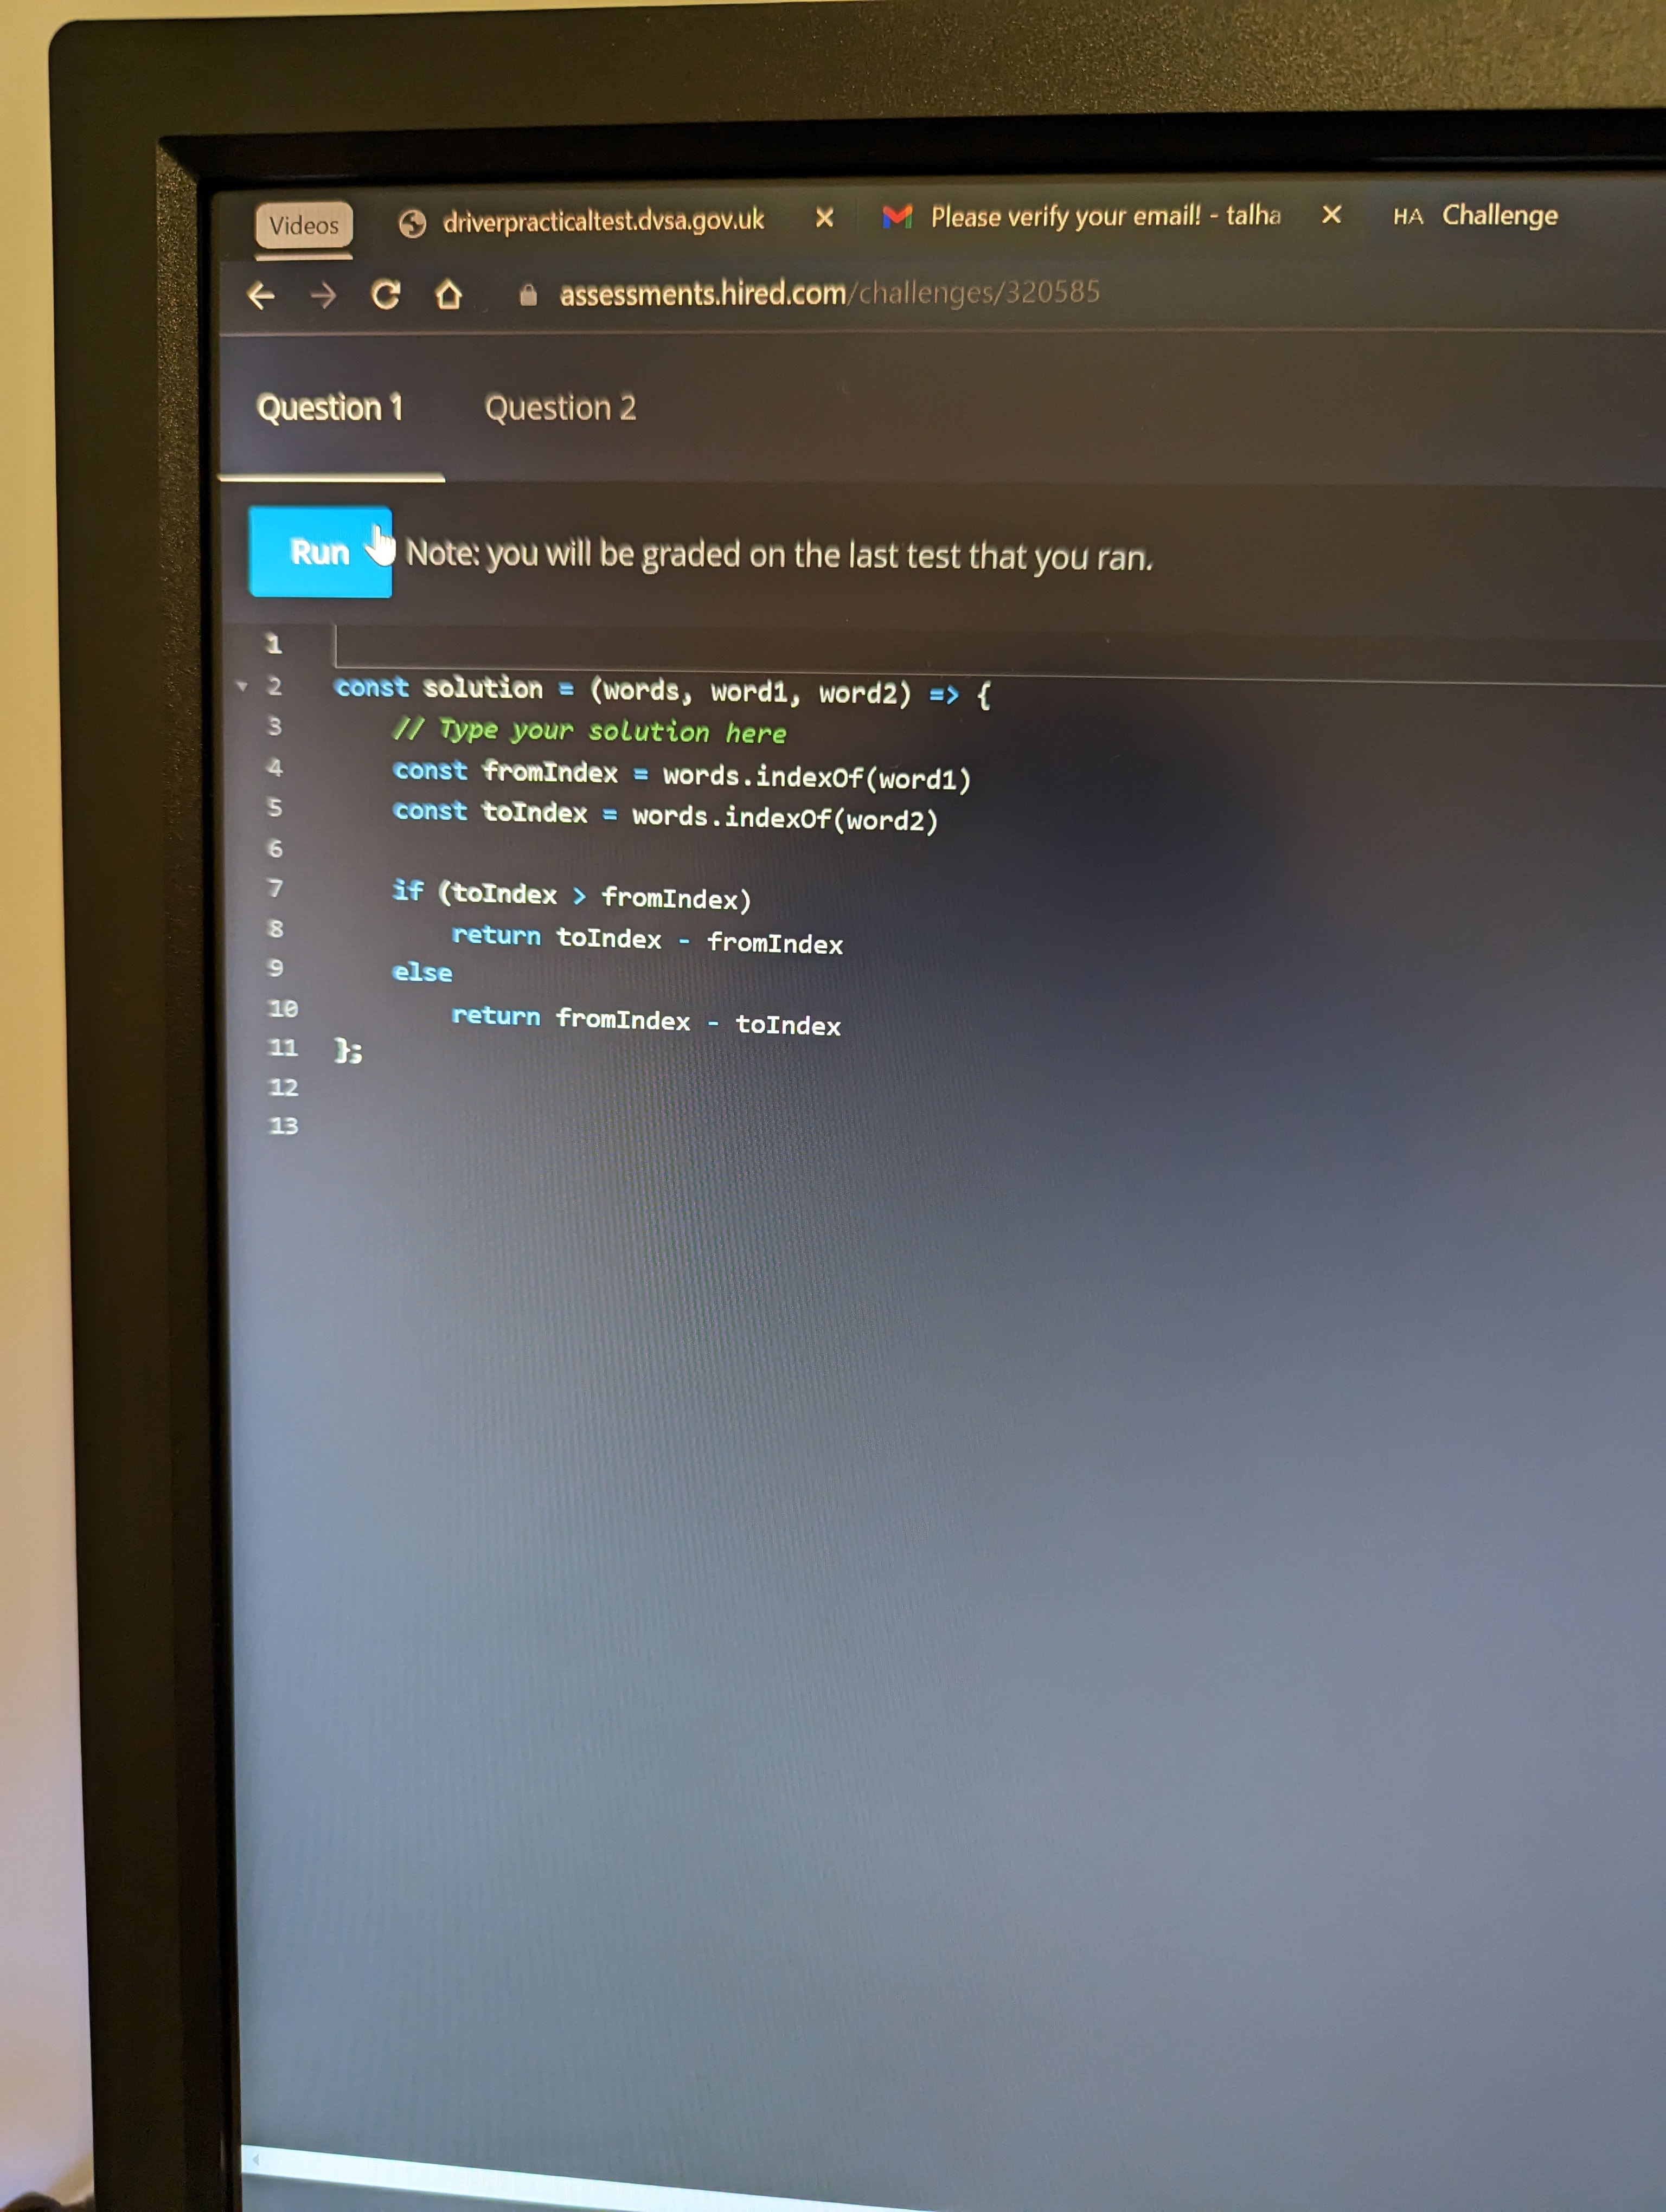 Videos driverpracticaltest.dvsa.gov.uk Please verify your email! - talha HA Challenge
assessments.hired.com/challenges/320585
Question 1 Question 2
Run Note: you will be graded on the last test that you ran.
1
2 const solution = (words, word1, word2) => {
3 // Type your solution here
4 const fromIndex = words.indexOf(word1)
5 const toIndex = words.indexOf(word2)
6
7 if (toIndex > fromIndex)
8 return toIndex - fromIndex
9 else
10 return fromIndex - toIndex
11 };
12
13